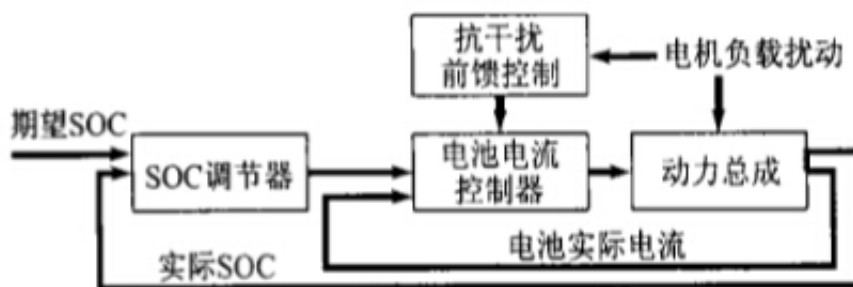 抗干扰
前馈控制
电机负载扰动
期望SOC
SOC调节器
电池电流
控制器
动力总成
电池实际电流
实际SOC